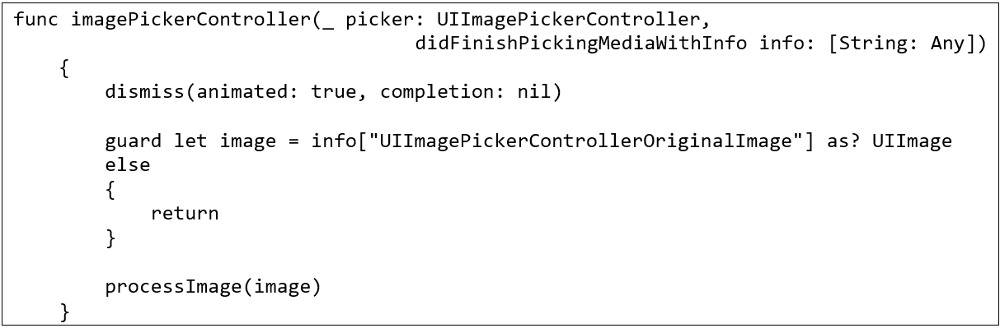 func imagePickerController(_ picker: UIImagePickerController,
                                   didFinishPickingMediaWithInfo info: [String: Any])
    {
        dismiss(animated: true, completion: nil)

        guard let image = info["UIImagePickerControllerOriginalImage"] as? UIImage
        else
        {
            return
        }

        processImage(image)
    }